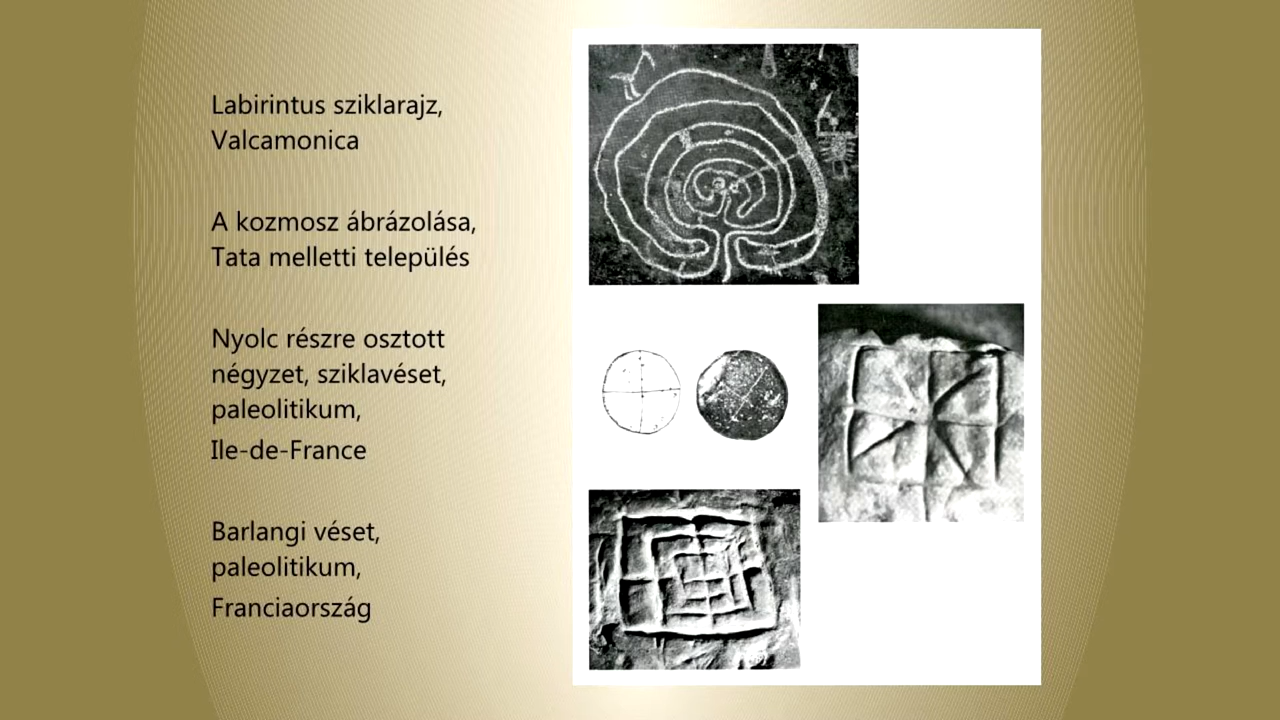 Labirintus sziklarajz,
Valcamonica
A kozmosz ábrázolása,
Tata melletti település
Nyolc részre osztott
négyzet, sziklavéset,
paleolitikum,
Ile-de-France
Barlangi véset,
paleolitikum,
Franciaország